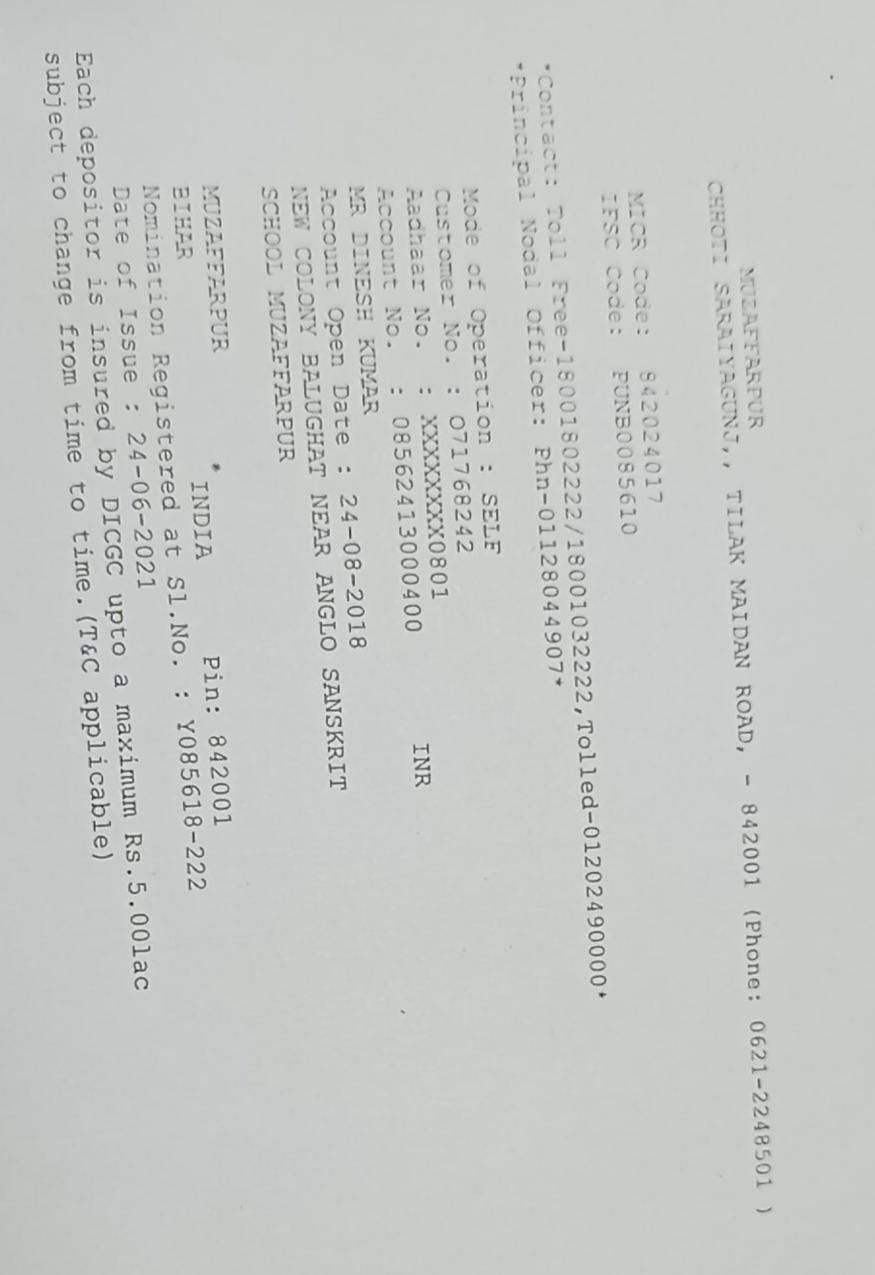 MUZAFFARPUR
CHHOTI SARAIYAGUNJ,, TILAK MAIDAN ROAD, - 842001 (Phone: 0621-2248501 )
MICR Code: 842024017
IFSC Code: PUNB0085610
*Contact: Toll Free-18001802222/18001032222,Tolled-01202490000*
*Principal Nodal Officer: Phn-01128044907*
Mode of Operation : SELF
Customer No. : 071768242
Aadhaar No. : XXXXXXXX0801
Account No. : 08562413000400 INR
MR DINESH KUMAR
Account Open Date : 24-08-2018
NEW COLONY BALUGHAT NEAR ANGLO SANSKRIT
SCHOOL MUZAFFARPUR
MUZAFFARPUR
BIHAR INDIA Pin: 842001
Nomination Registered at Sl.No. : Y085618-222
Date of Issue : 24-06-2021
Each depositor is insured by DICGC upto a maximum Rs.5.00lac
subject to change from time to time.(T&C applicable)